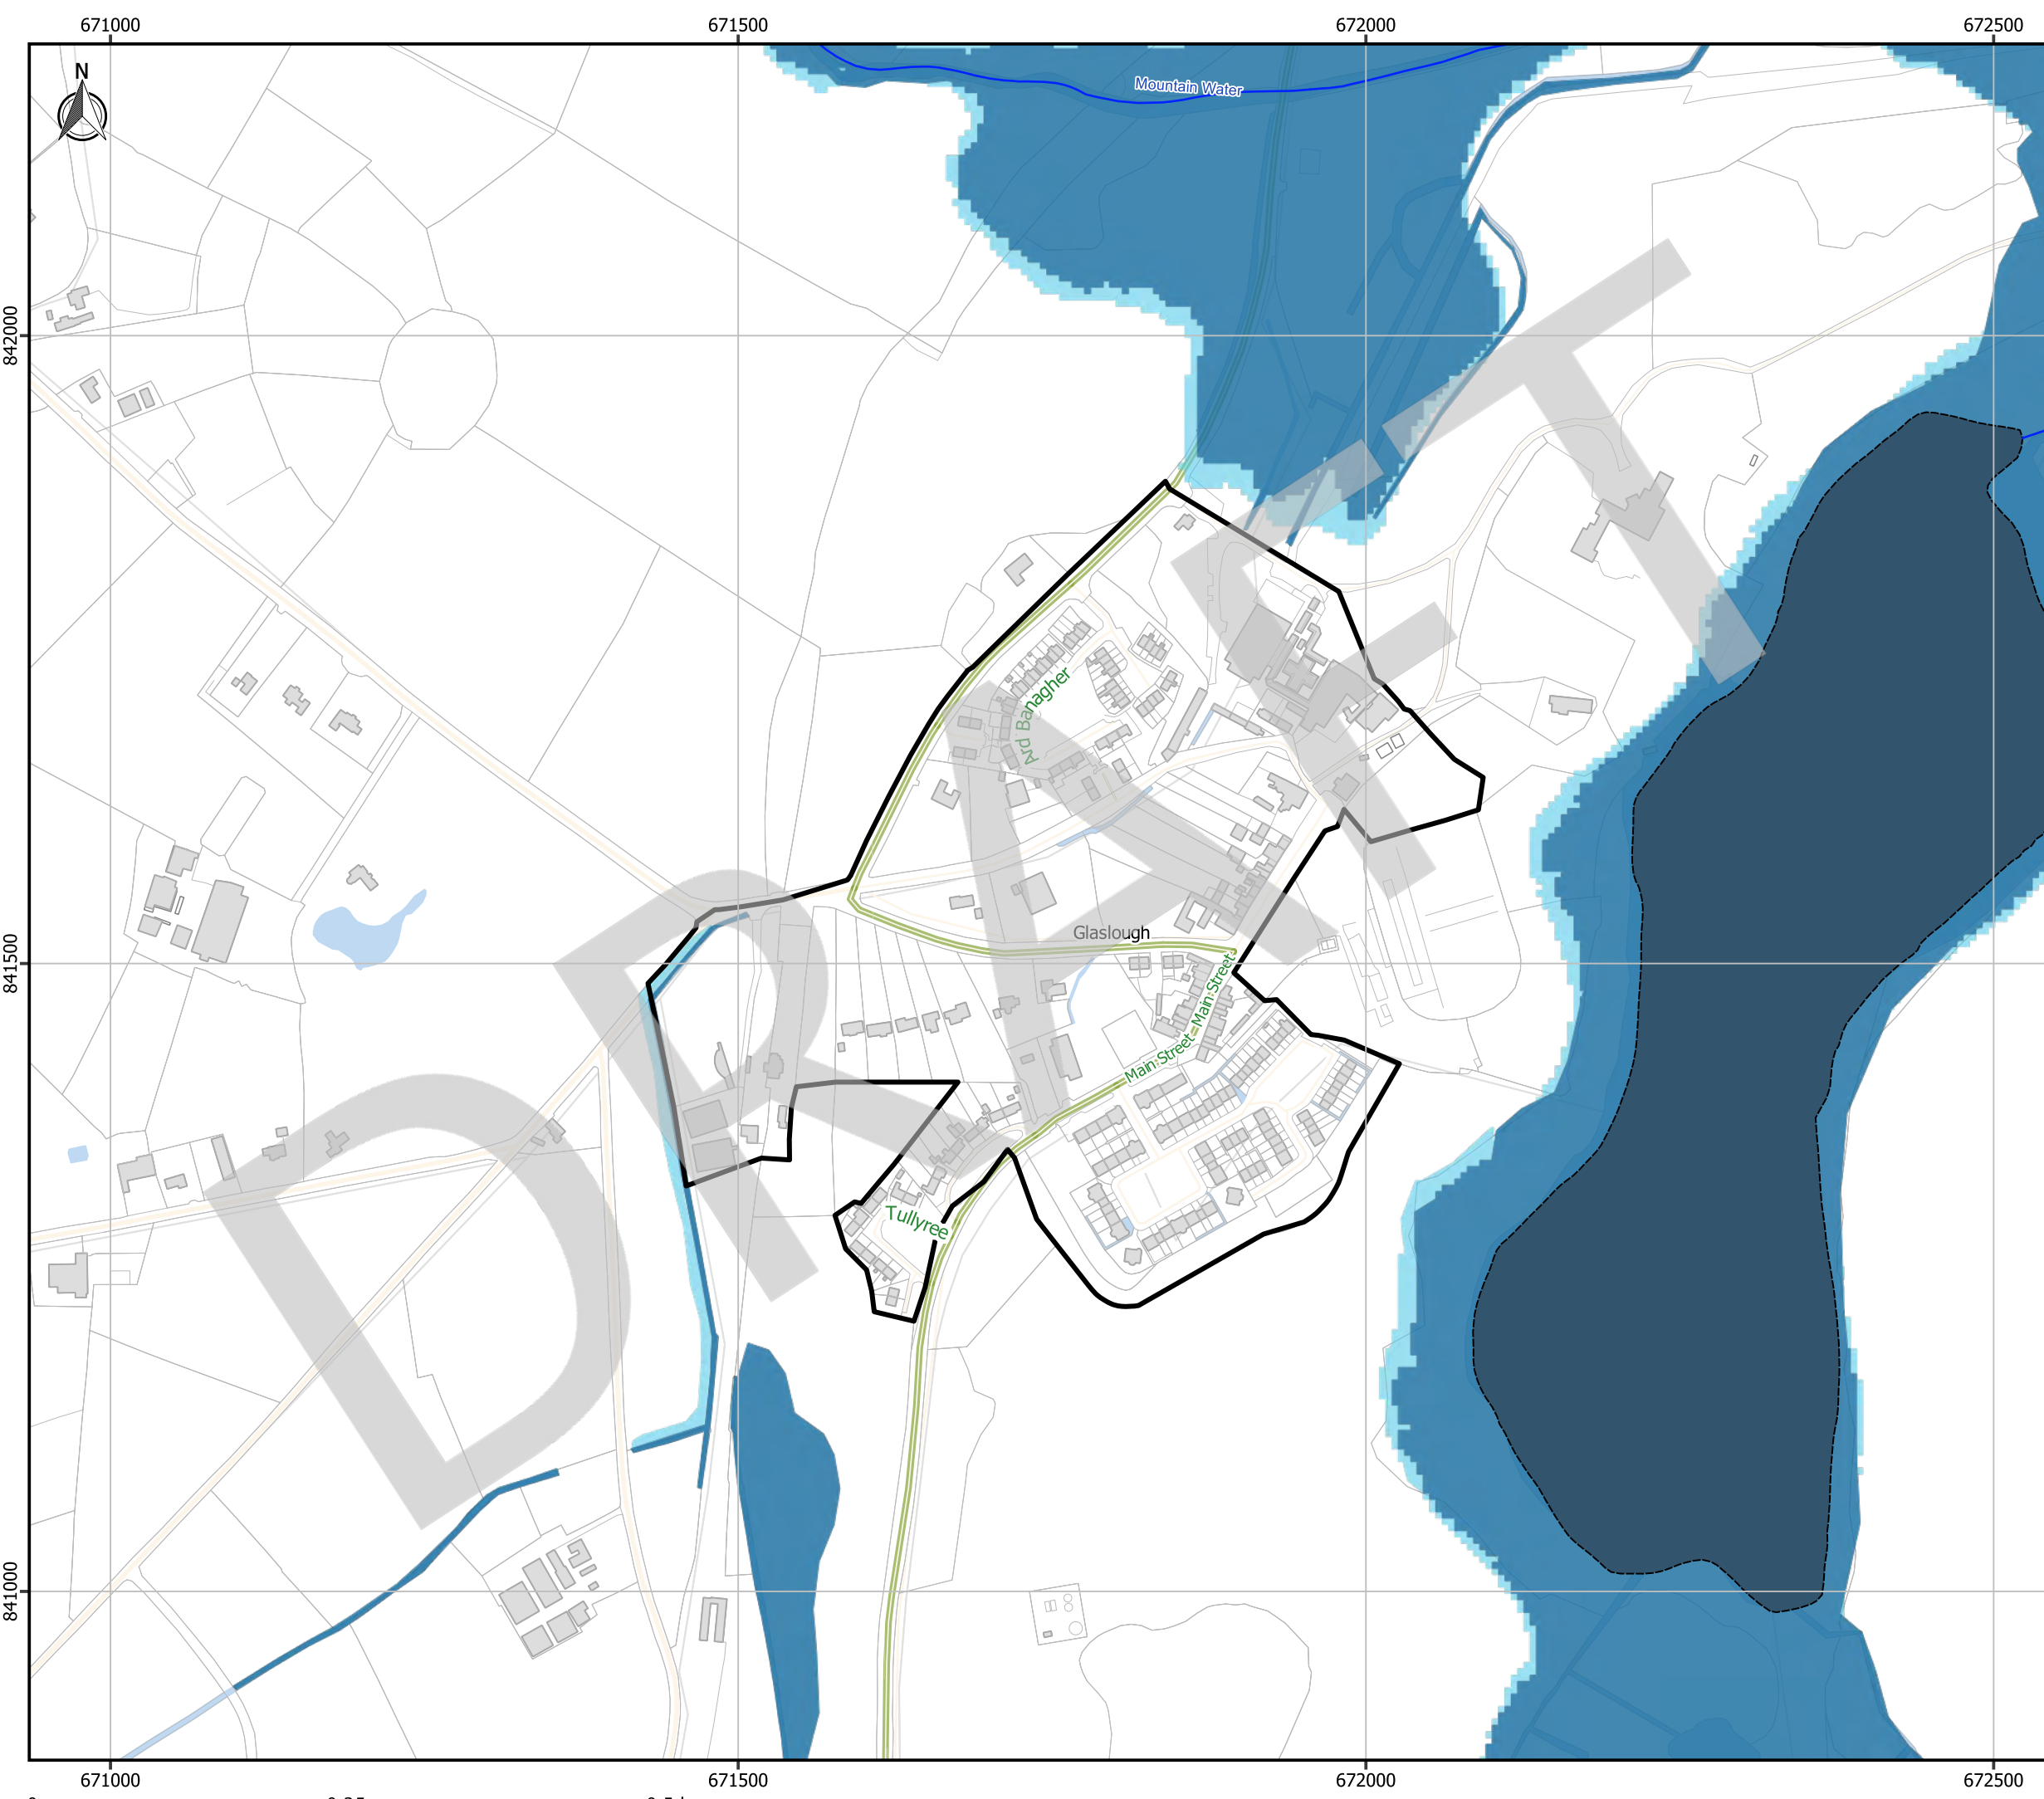 671000 671500 672000 672500
N
Mountain Water
842000
Ard Banagher
Glaslough
841500
Main Street
Main Street
Tullyree
841000
DRAFT
671000 671500 672000 672500